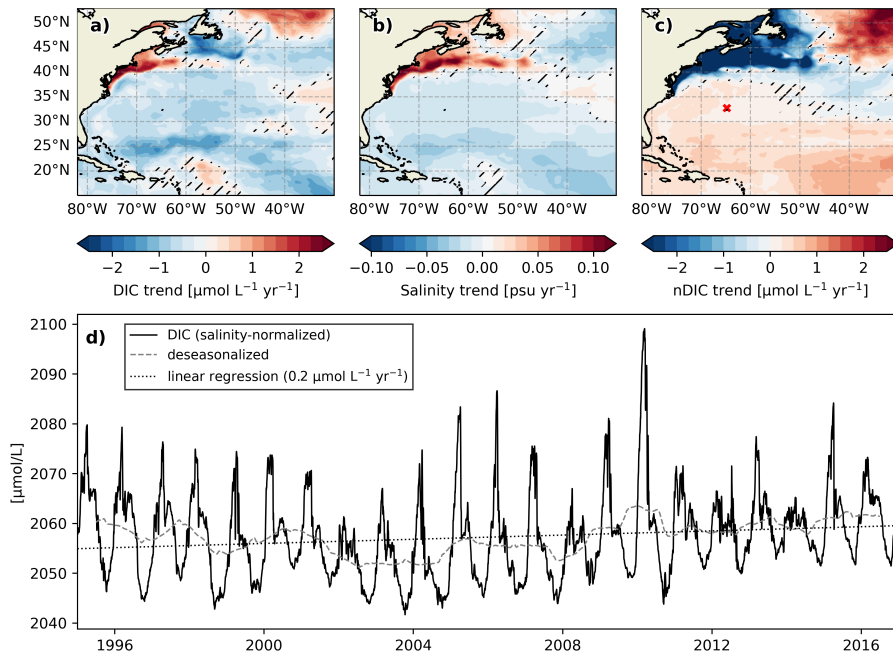 a)
b)
c)
50°N
45°N
40°N
35°N
30°N
25°N
20°N
80°W 70°W 60°W 50°W 40°W
80°W 70°W 60°W 50°W 40°W
80°W 70°W 60°W 50°W 40°W
−2 −1 0 1 2
−0.10 −0.05 0.00 0.05 0.10
−2 −1 0 1 2
DIC trend [μmol L⁻¹ yr⁻¹]
Salinity trend [psu yr⁻¹]
nDIC trend [μmol L⁻¹ yr⁻¹]
d)
DIC (salinity-normalized)
deseasonalized
linear regression (0.2 μmol L⁻¹ yr⁻¹)
[μmol/L]
2100
2090
2080
2070
2060
2050
2040
1996 2000 2004 2008 2012 2016